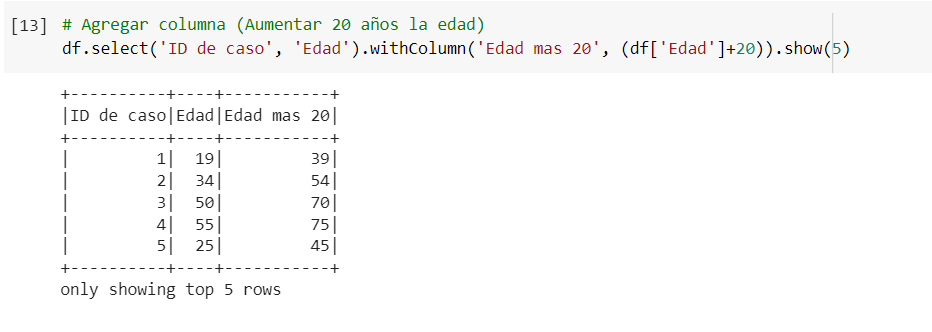 [13] # Agregar columna (Aumentar 20 años la edad)
df.select('ID de caso', 'Edad').withColumn('Edad mas 20', (df['Edad']+20)).show(5)
+----------+----+-----------+
|ID de caso|Edad|Edad mas 20|
+----------+----+-----------+
|         1|  19|         39|
|         2|  34|         54|
|         3|  50|         70|
|         4|  55|         75|
|         5|  25|         45|
+----------+----+-----------+
only showing top 5 rows